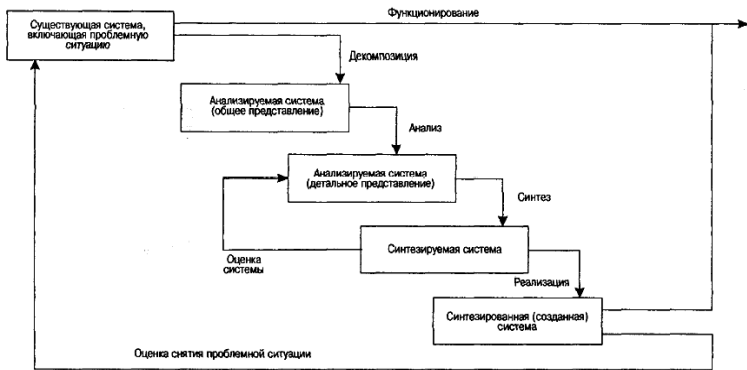 Функционирование
Существующая система,
включающая проблемную
ситуацию
Декомпозиция
Анализируемая система
(общее представление)
Анализ
Анализируемая система
(детальное представление)
Синтез
Синтезируемая система
Оценка
системы
Реализация
Синтезированная (созданная)
система
Оценка снятия проблемной ситуации